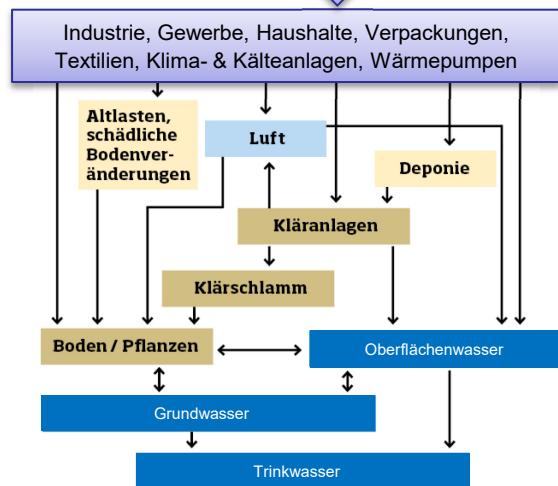 Industrie, Gewerbe, Haushalte, Verpackungen,
Textilien, Klima- & Kälteanlagen, Wärmepumpen
Altlasten,
schädliche
Bodenver-
änderungen
Luft
Deponie
Kläranlagen
Klärschlamm
Boden / Pflanzen
Oberflächenwasser
Grundwasser
Trinkwasser